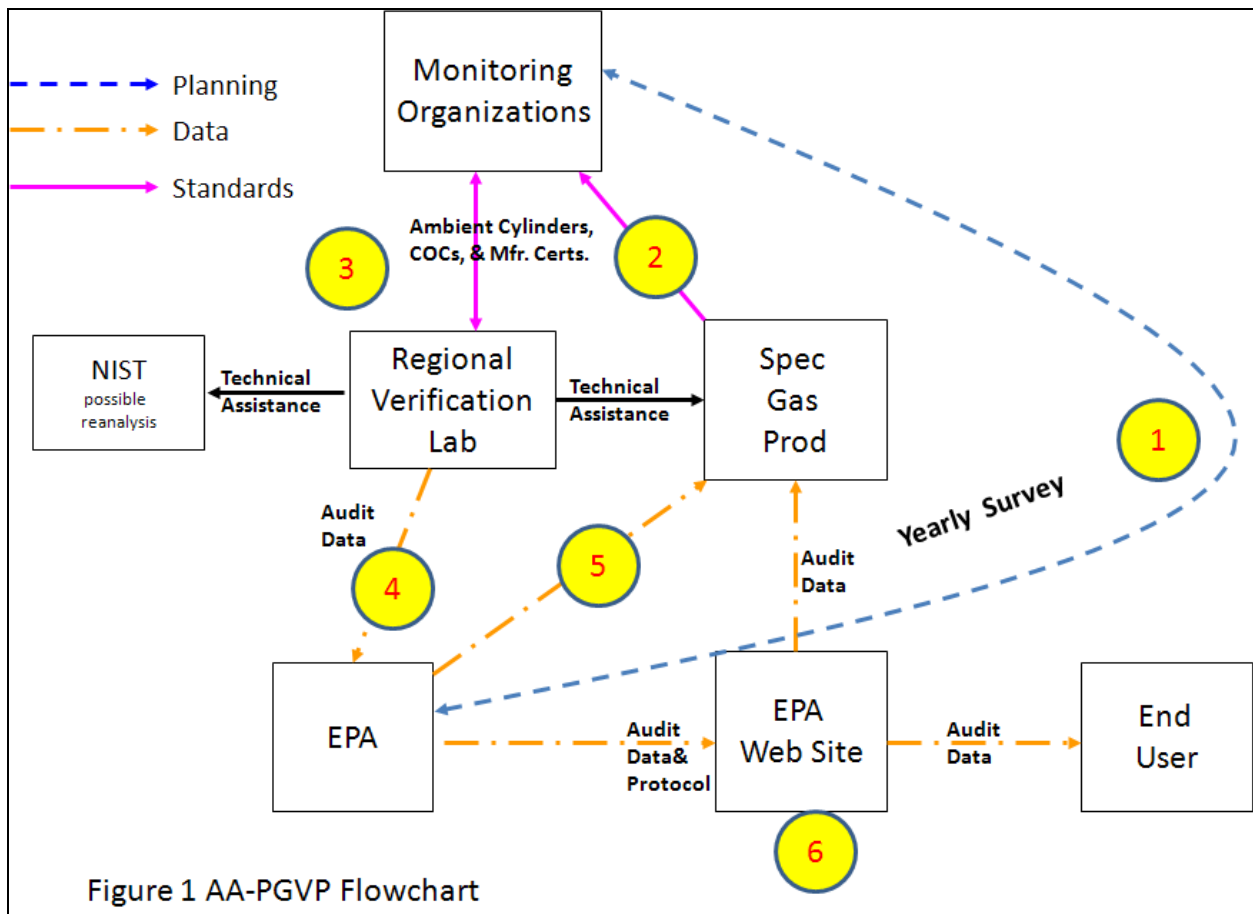 Monitoring
Organizations
Planning
Data
Standards
Ambient Cylinders,
COCs, & Mfr. Certs.
2
3
NIST
possible
reanalysis
Technical
Assistance
Regional
Verification
Lab
Technical
Assistance
Spec
Gas
Prod
1
Yearly Survey
Audit
Data
4
5
Audit
Data
EPA
Audit
Data&
Protocol
EPA
Web Site
Audit
Data
End
User
6
Figure 1 AA-PGVP Flowchart